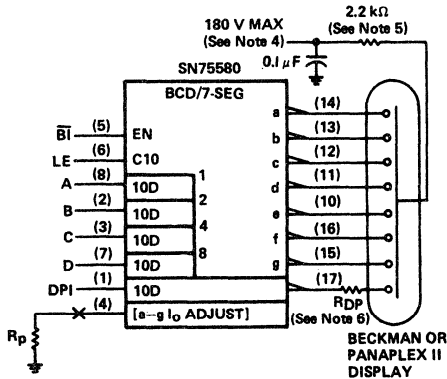 180 V MAX
(See Note 4)
2.2 kΩ
(See Note 5)
0.1 μF
SN75580
BCD/7-SEG
BI (5) EN
LE (6) C10
A (8) 10D 1
B (2) 10D 2
C (3) 10D 4
D (7) 10D 8
DPI (1) 10D
(4) [a–g IO ADJUST]
RP
a (14)
b (13)
c (12)
d (11)
e (10)
f (16)
g (15)
(17)
RDP
(See Note 6)
BECKMAN OR
PANAPLEX II
DISPLAY